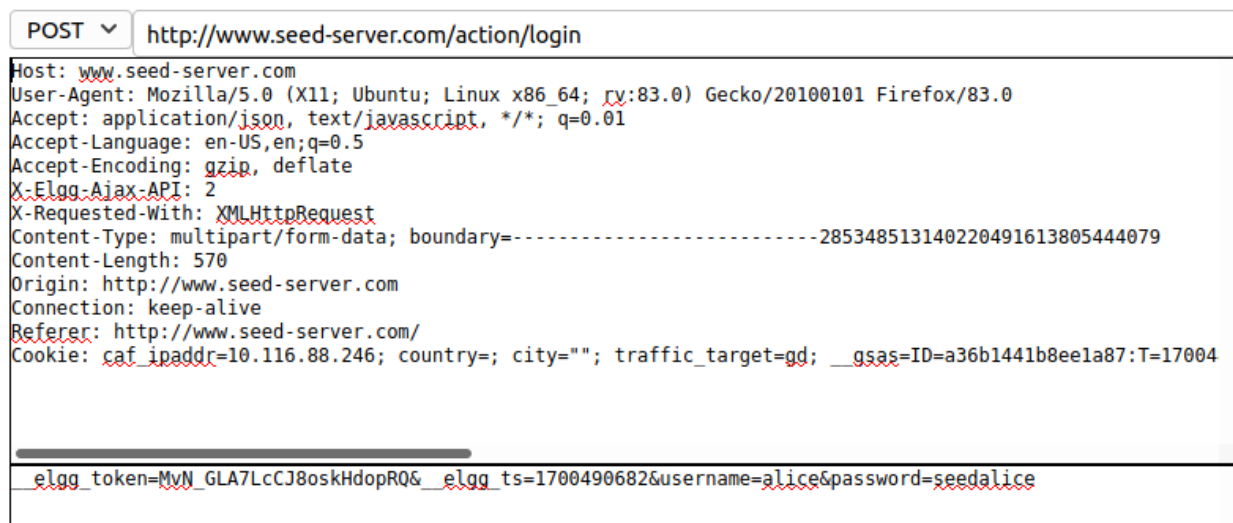 POST
http://www.seed-server.com/action/login
Host: www.seed-server.com
User-Agent: Mozilla/5.0 (X11; Ubuntu; Linux x86_64; rv:83.0) Gecko/20100101 Firefox/83.0
Accept: application/json, text/javascript, */*; q=0.01
Accept-Language: en-US,en;q=0.5
Accept-Encoding: gzip, deflate
X-Elgg-Ajax-API: 2
X-Requested-With: XMLHttpRequest
Content-Type: multipart/form-data; boundary=---------------------------285348513140220491613805444079
Content-Length: 570
Origin: http://www.seed-server.com
Connection: keep-alive
Referer: http://www.seed-server.com/
Cookie: caf_ipaddr=10.116.88.246; country=; city=""; traffic_target=gd; __gsas=ID=a36b1441b8ee1a87:T=17004
__elgg_token=MvN_GLA7LcCJ8oskHdopRQ&__elgg_ts=1700490682&username=alice&password=seedalice